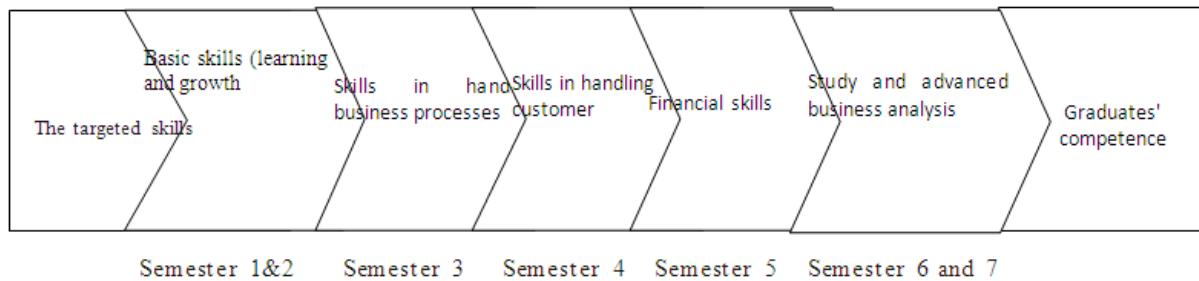 The targeted skills
Basic skills (learning
and growth
Skills in hand
business processes
Skills in handling
customer
Financial skills
Study and advanced
business analysis
Graduates'
competence
Semester 1&2
Semester 3
Semester 4
Semester 5
Semester 6 and 7